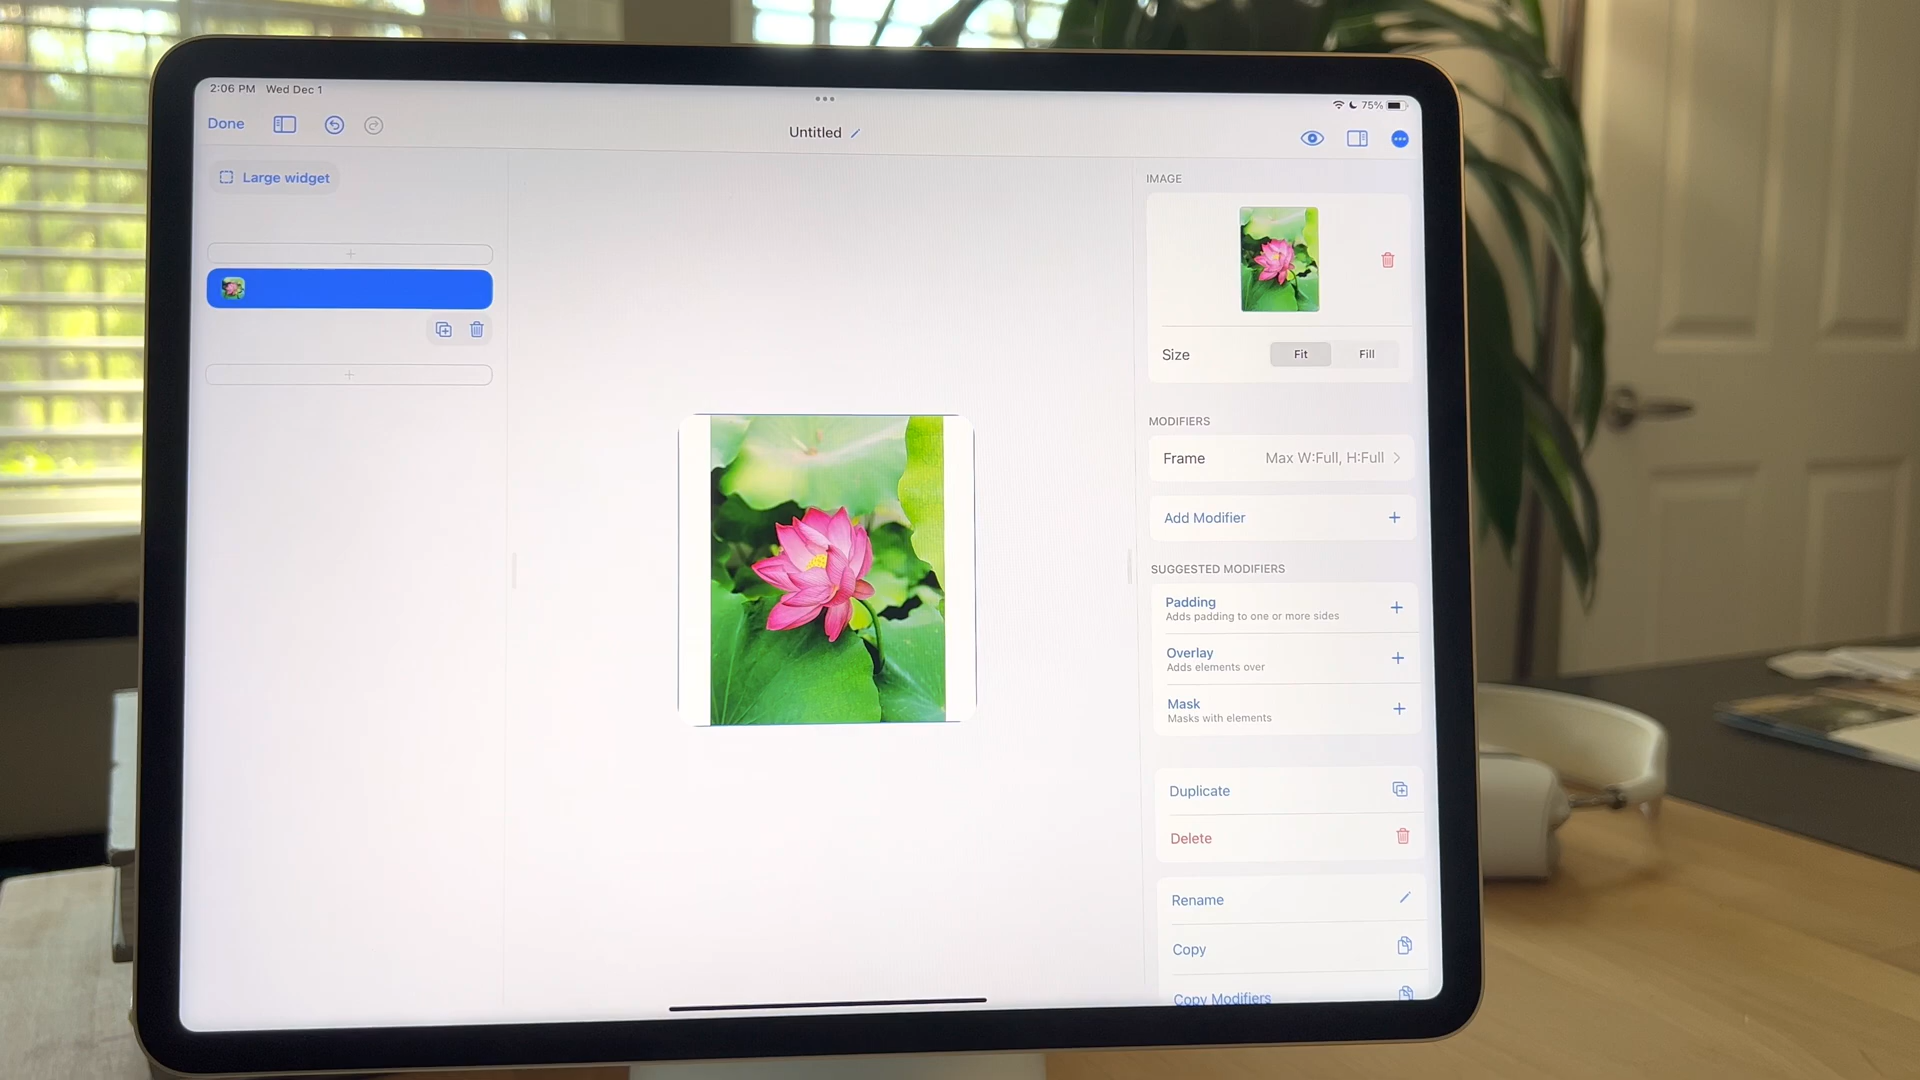 2:06 PM Wed Dec 1
75%
Done
Untitled
Large widget
IMAGE
Size
Fit
Fill
MODIFIERS
Frame
Max W:Full, H:Full
Add Modifier
SUGGESTED MODIFIERS
Padding
Adds padding to one or more sides
Overlay
Adds elements over
Mask
Masks with elements
Duplicate
Delete
Rename
Copy
Copy Modifiers